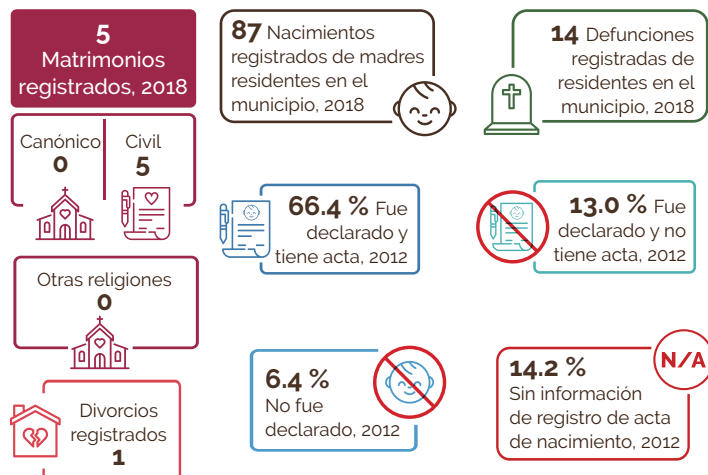 5
Matrimonios
registrados, 2018
Canónico
0
Civil
5
Otras religiones
0
Divorcios
registrados
1
87 Nacimientos
registrados de madres
residentes en el
municipio, 2018
14 Defunciones
registradas de
residentes en el
municipio, 2018
66.4 % Fue
declarado y
tiene acta, 2012
13.0 % Fue
declarado y no
tiene acta, 2012
6.4 %
No fue
declarado, 2012
N/A
14.2 %
Sin información
de registro de acta
de nacimiento, 2012